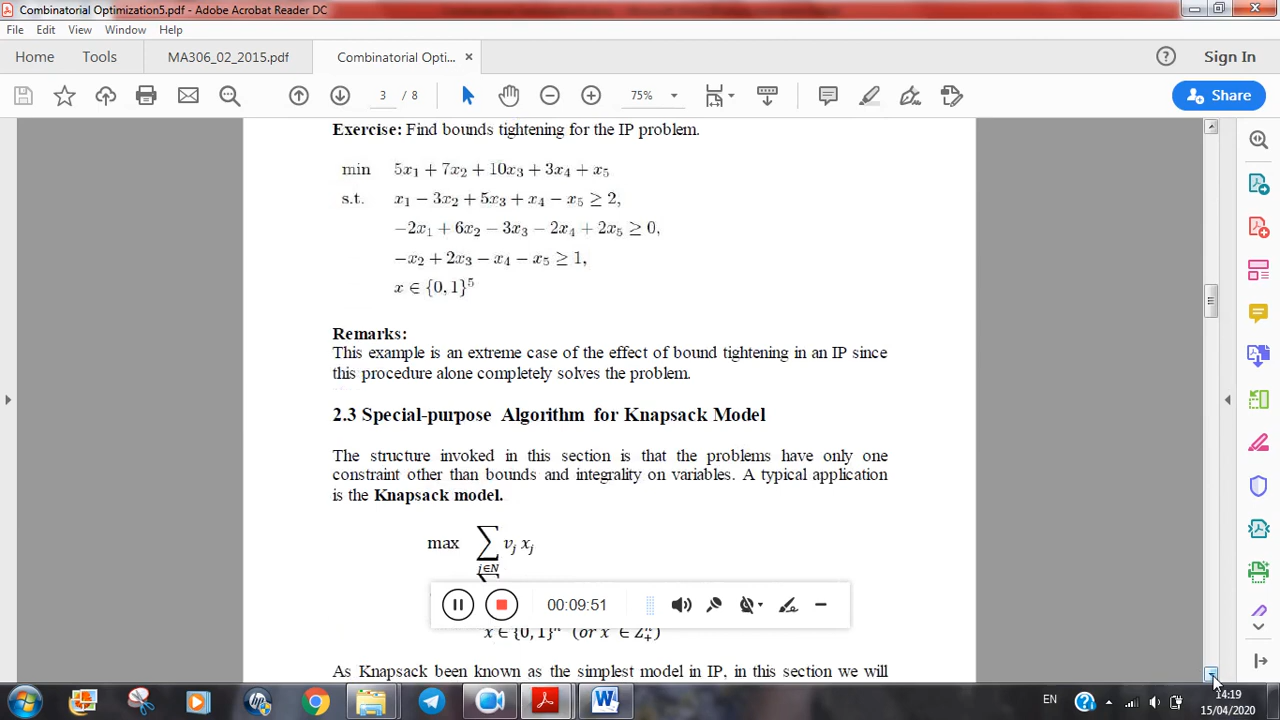 Combinatorial Optimization5.pdf - Adobe Acrobat Reader DC
File Edit View Window Help
Home Tools MA306_02_2015.pdf Combinatorial Opti... × ? Sign In
3 / 8 75% Share
Exercise: Find bounds tightening for the IP problem.
min 5x₁ + 7x₂ + 10x₃ + 3x₄ + x₅
s.t. x₁ − 3x₂ + 5x₃ + x₄ − x₅ ≥ 2,
−2x₁ + 6x₂ − 3x₃ − 2x₄ + 2x₅ ≥ 0,
−x₂ + 2x₃ − x₄ − x₅ ≥ 1,
x ∈ {0, 1}⁵
Remarks:
This example is an extreme case of the effect of bound tightening in an IP since
this procedure alone completely solves the problem.
2.3 Special-purpose Algorithm for Knapsack Model
The structure invoked in this section is that the problems have only one
constraint other than bounds and integrality on variables. A typical application
is the Knapsack model.
max ∑ vⱼ xⱼ
j∈N
00:09:51
x ∈ {0, 1}ⁿ (or x ∈ Z₊ⁿ)
As Knapsack been known as the simplest model in IP, in this section we will
EN 14:19
15/04/2020